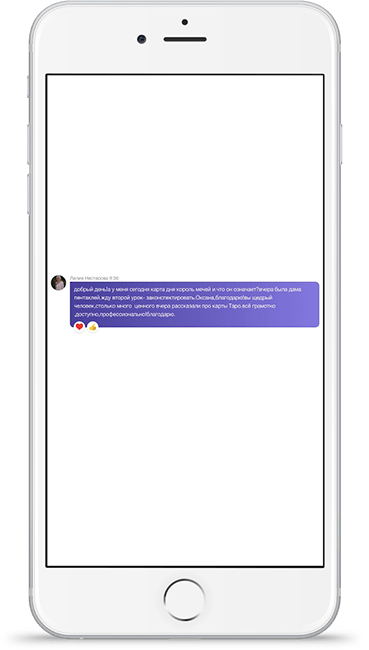 Лилия Нестерова 9:36
добрый день!а у меня сегодня карта дня король мечей и что он означает?вчера была дама
пентаклей.жду второй урок- законспектировать.Оксана,благодарю!вы щедрый
человек,столько много ценного вчера рассказали про карты Таро.всё грамотно
,доступно,профессионально!благодарю.